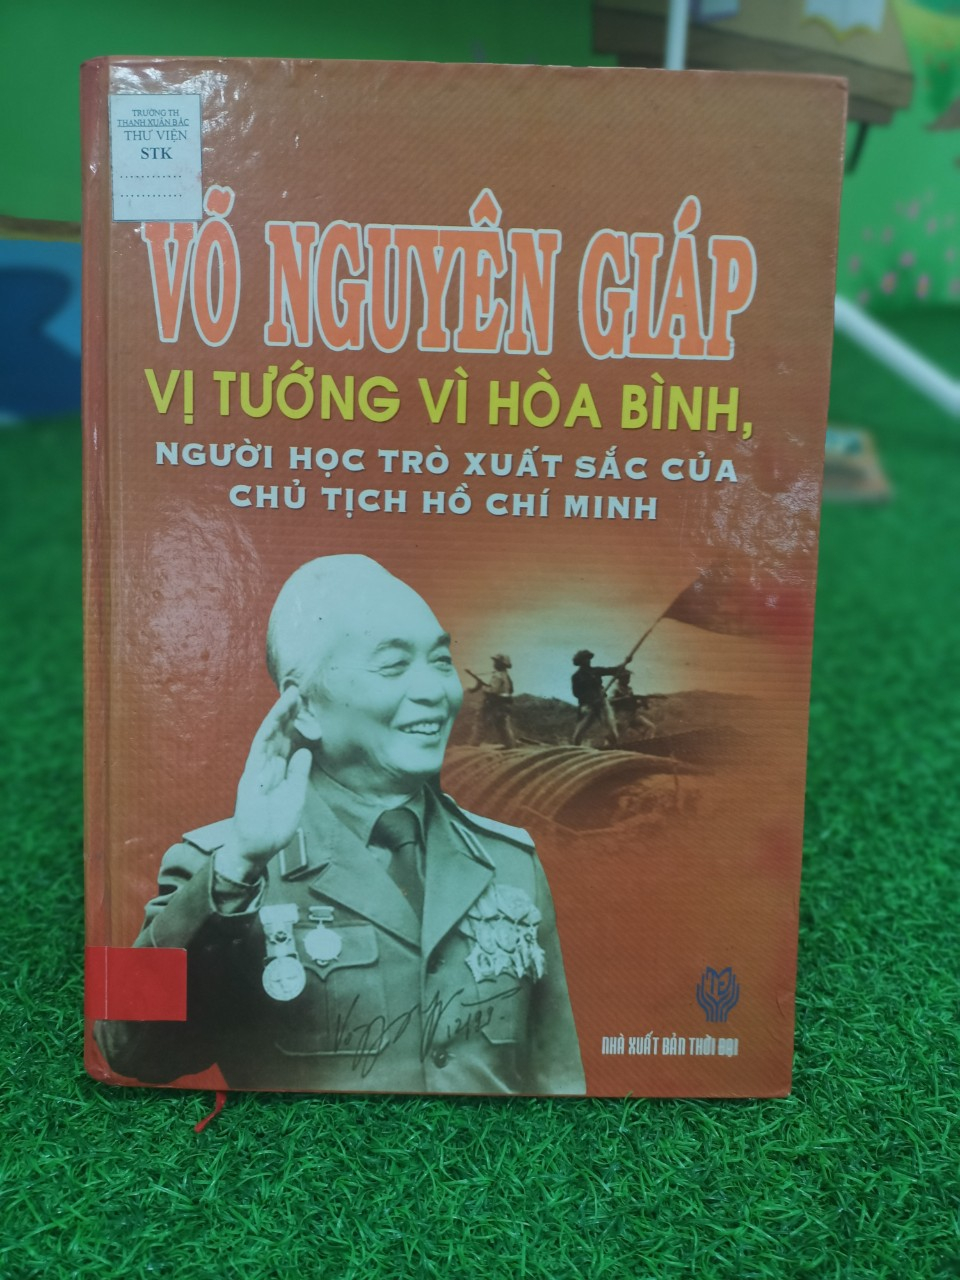 TRƯỜNG TH
THANH XUÂN BẮC
THƯ VIỆN
STK
............
............
VÕ NGUYÊN GIÁP
VỊ TƯỚNG VÌ HÒA BÌNH,
NGƯỜI HỌC TRÒ XUẤT SẮC CỦA
CHỦ TỊCH HỒ CHÍ MINH
NHÀ XUẤT BẢN THỜI ĐẠI